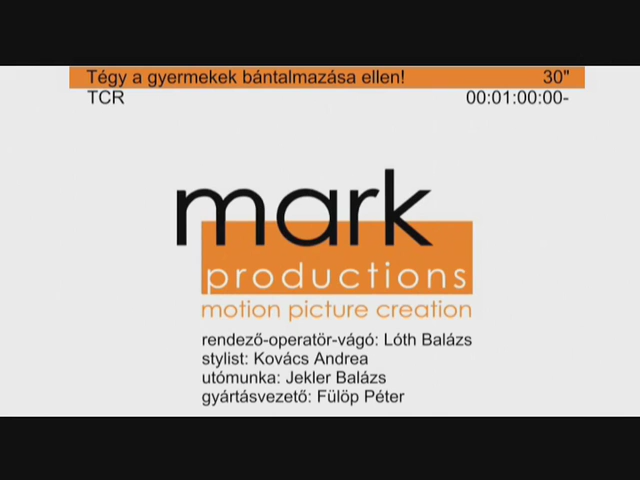 Tégy a gyermekek bántalmazása ellen! 30"
TCR 00:01:00:00-
mark
productions
motion picture creation
rendező-operatőr-vágó: Lóth Balázs
stylist: Kovács Andrea
utómunka: Jekler Balázs
gyártásvezető: Fülöp Péter